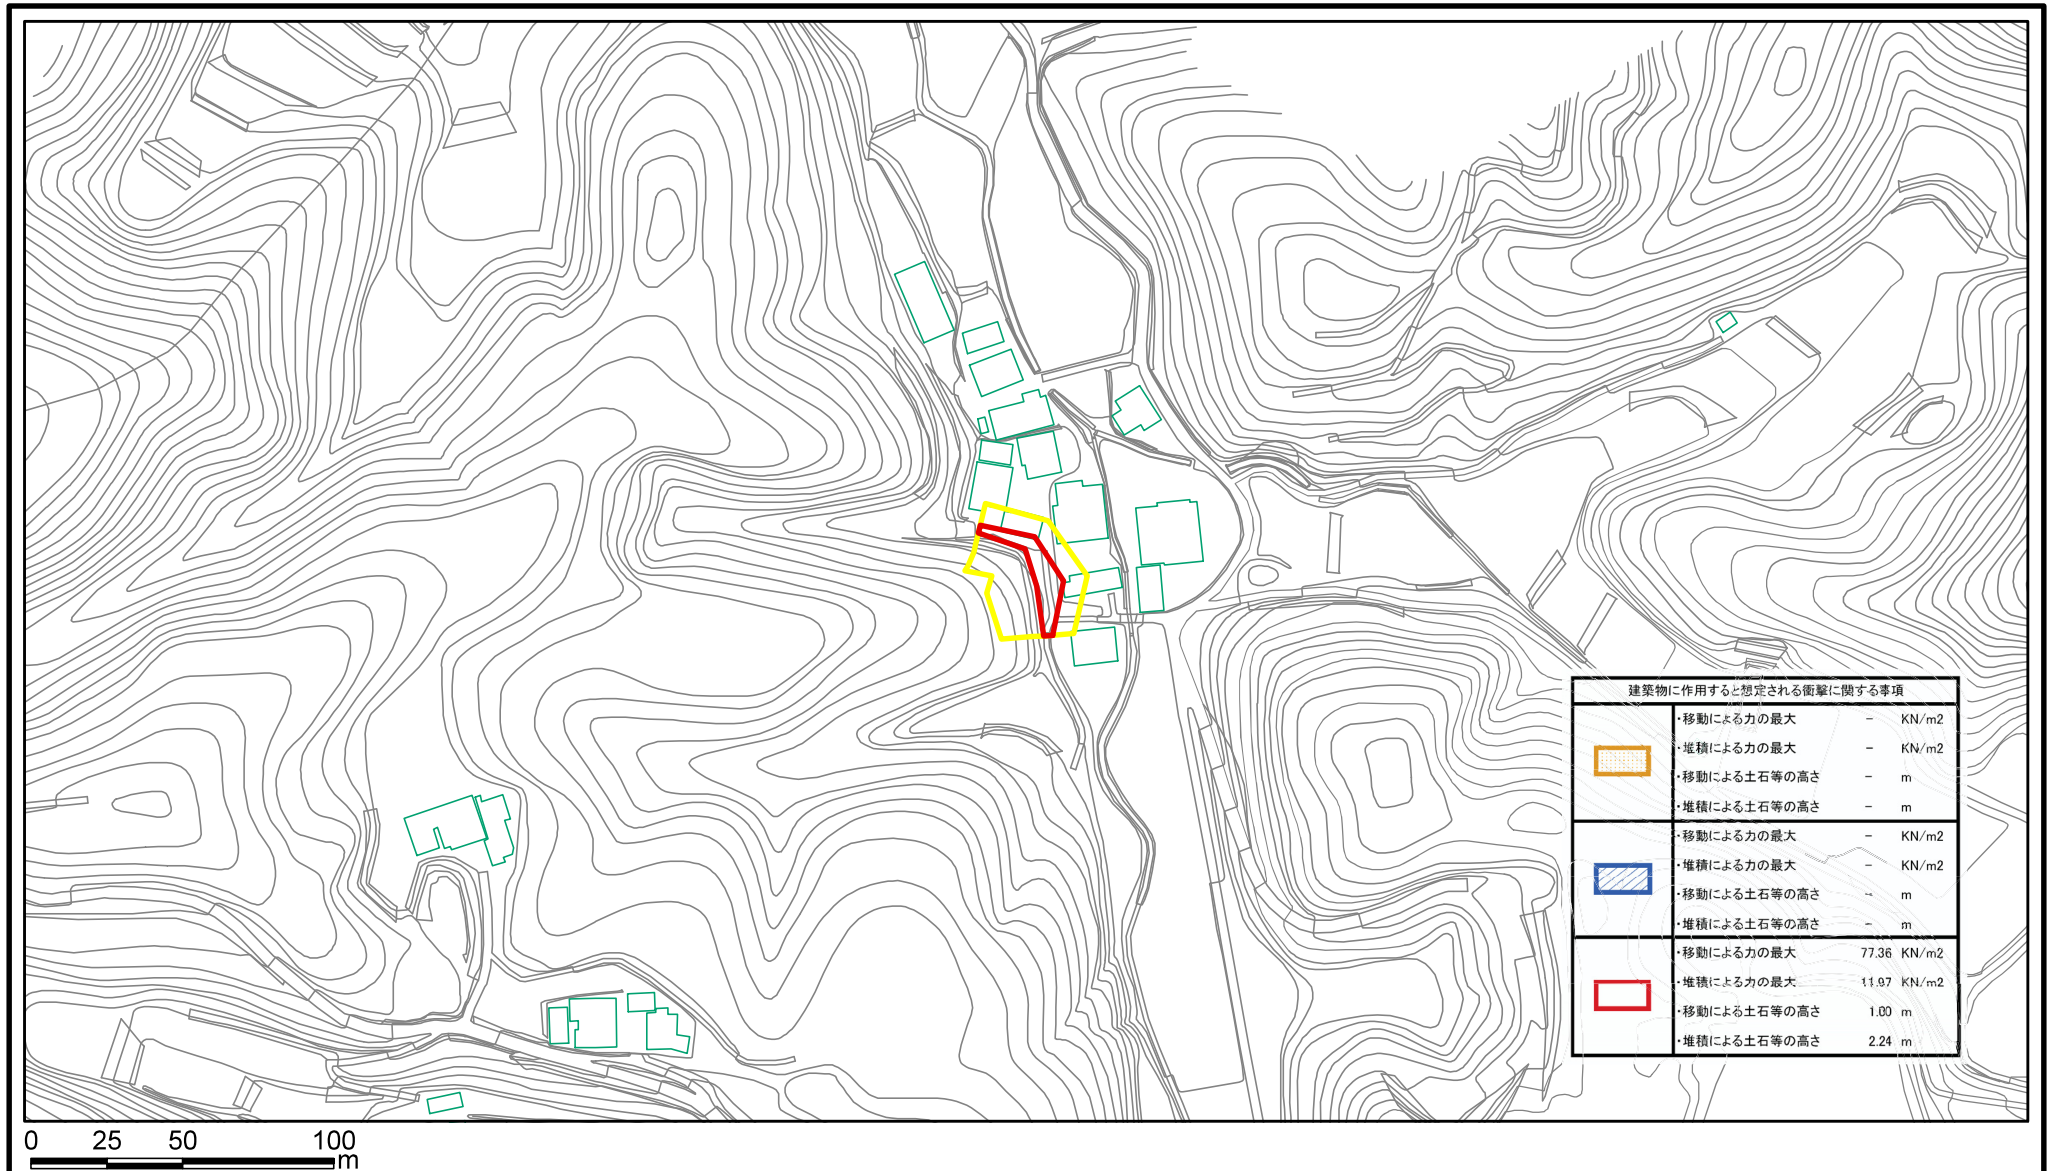 建築物に作用すると想定される衝撃に関する事項
・移動による力の最大 － KN/m2
・堆積による力の最大 － KN/m2
・移動による土石等の高さ － m
・堆積による土石等の高さ － m
・移動による力の最大 － KN/m2
・堆積による力の最大 － KN/m2
・移動による土石等の高さ － m
・堆積による土石等の高さ － m
・移動による力の最大 77.36 KN/m2
・堆積による力の最大 11.97 KN/m2
・移動による土石等の高さ 1.00 m
・堆積による土石等の高さ 2.24 m
0 25 50 100
m